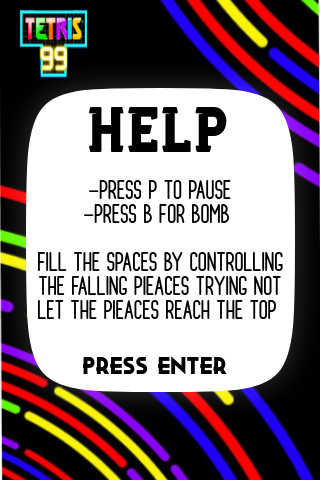 TETRIS
99
HELP
-PRESS P TO PAUSE
-PRESS B FOR BOMB
FILL THE SPACES BY CONTROLLING
THE FALLING PIEACES TRYING NOT
LET THE PIEACES REACH THE TOP
PRESS ENTER